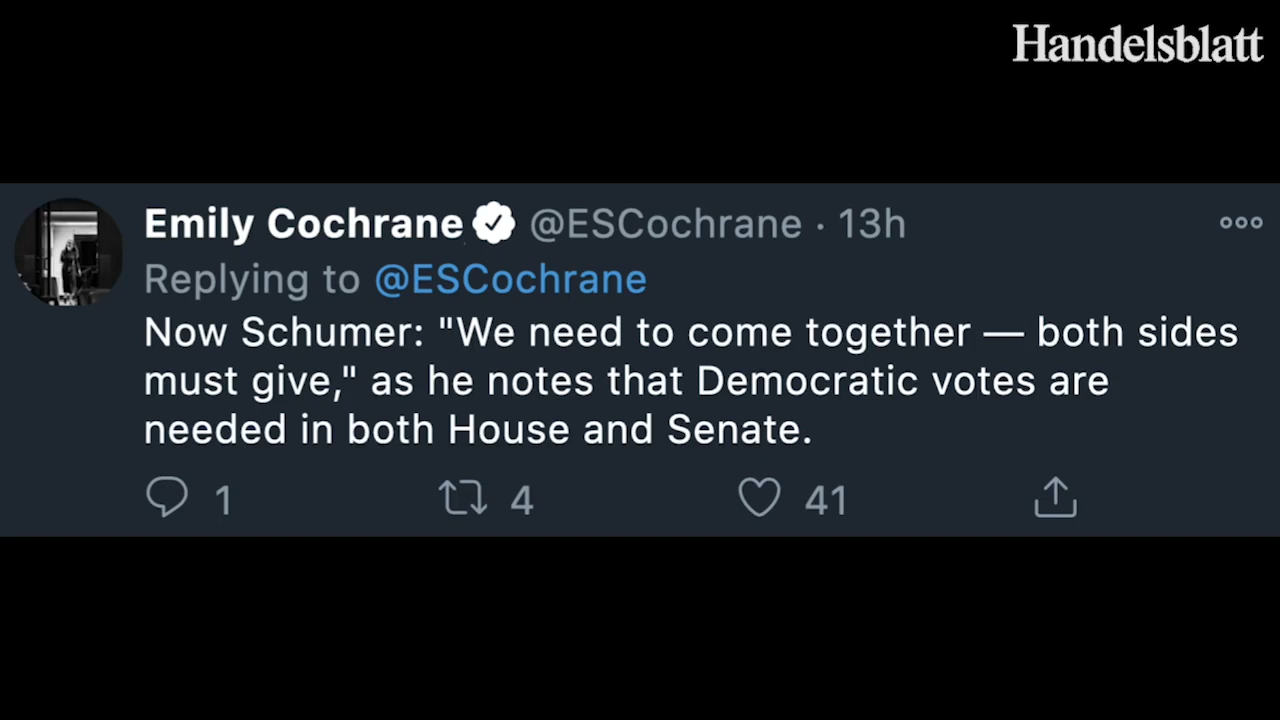 Handelsblatt
Emily Cochrane @ESCochrane · 13h
Replying to @ESCochrane
Now Schumer: "We need to come together — both sides
must give," as he notes that Democratic votes are
needed in both House and Senate.
1 4 41